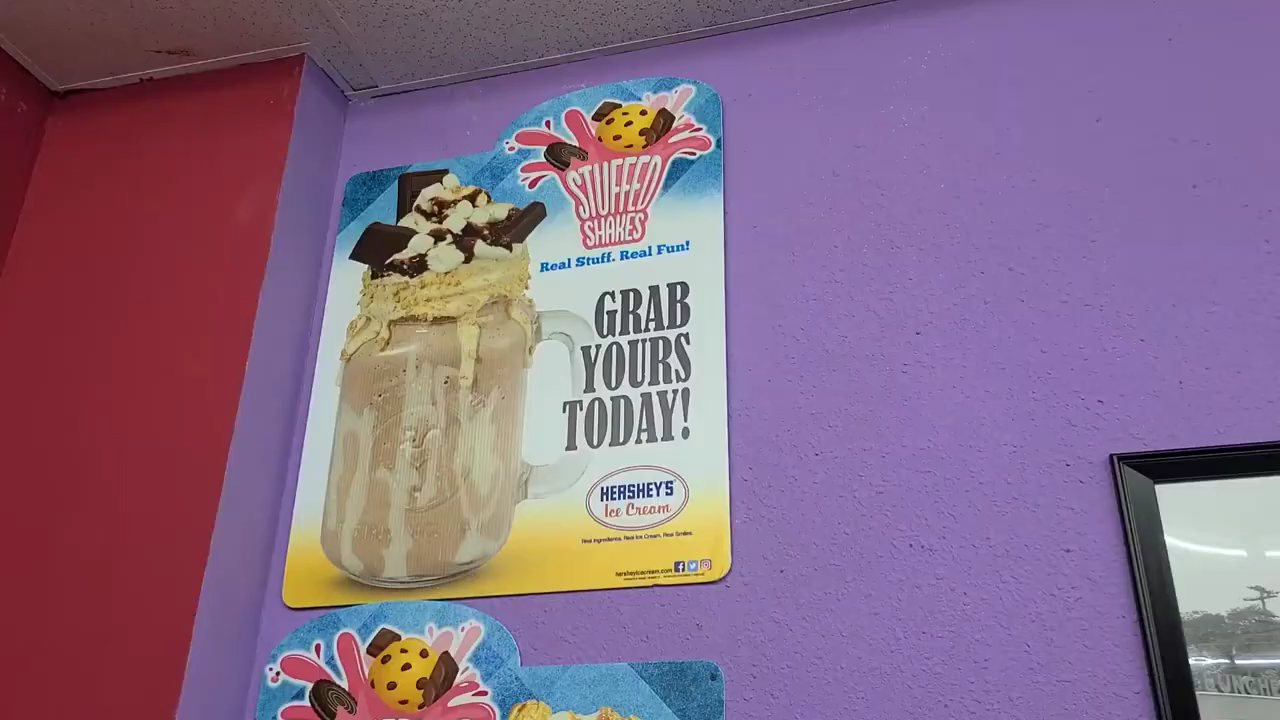 STUFFED
SHAKES
Real Stuff. Real Fun!
GRAB
YOURS
TODAY!
HERSHEY'S
Ice Cream
Real Ingredients. Real Ice Cream. Real Smiles.
hersheyicecream.com